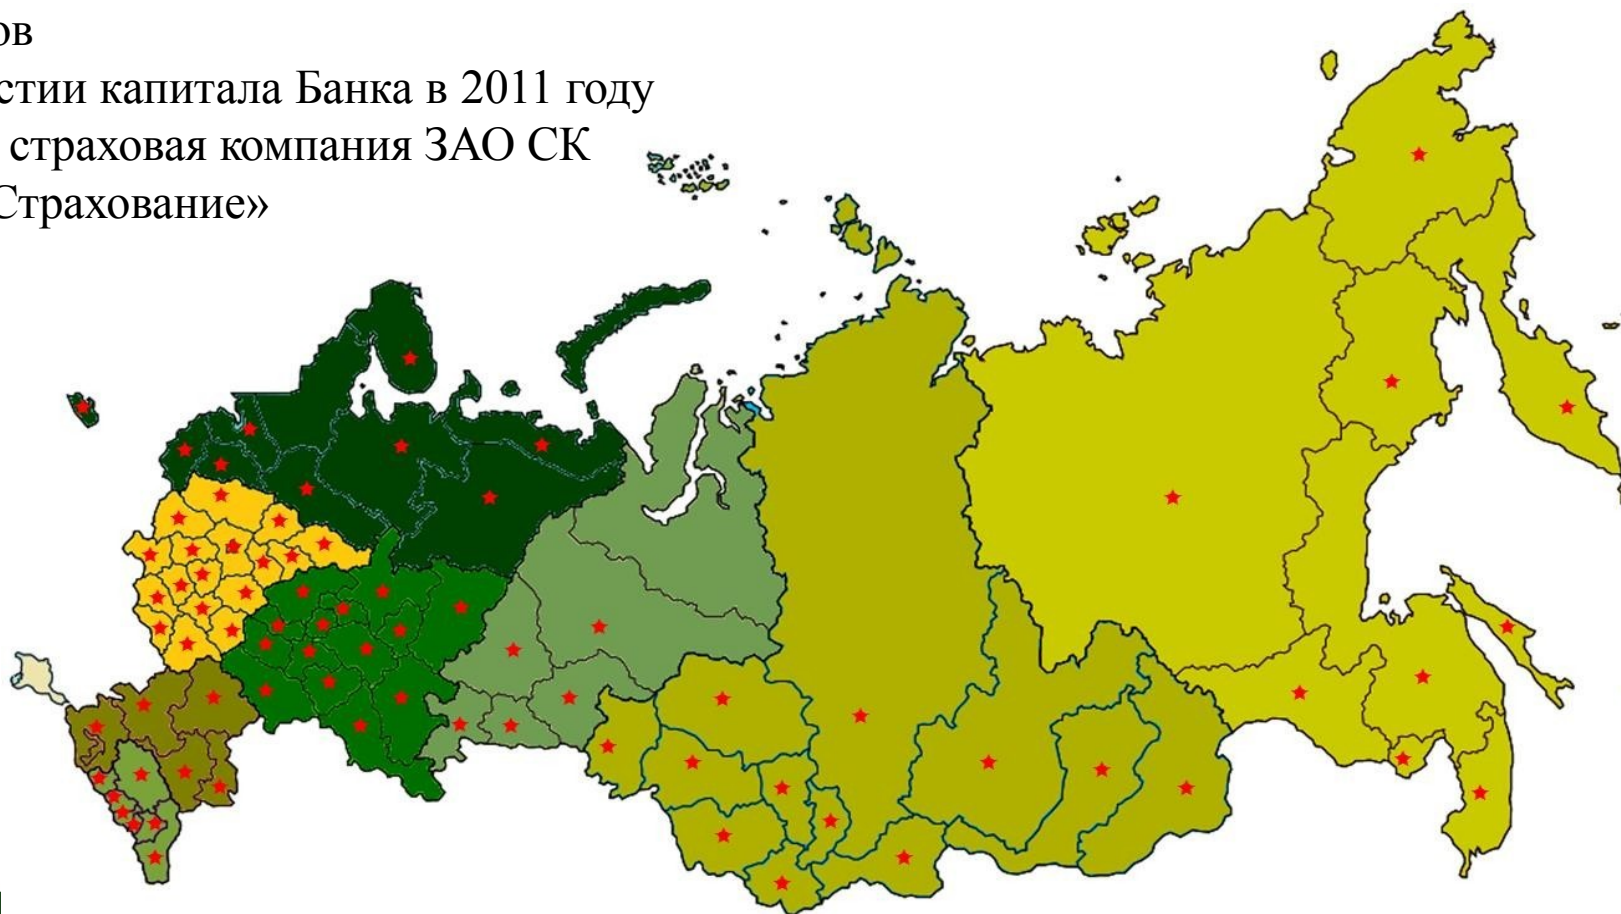 ов
стии капитала Банка в 2011 году
страховая компания ЗАО СК
Страхование»